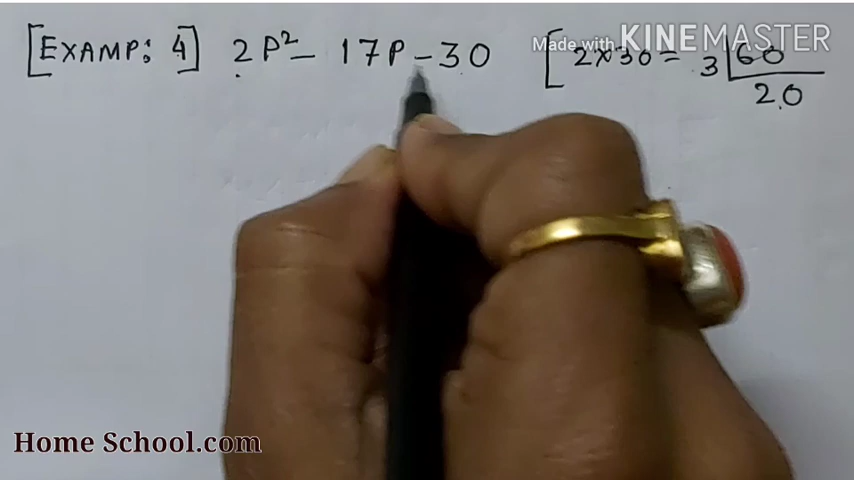 [EXAMP: 4] 2P² - 17P - 30 [2×30 = 3 60
20
Made with KINEMASTER
Home School.com